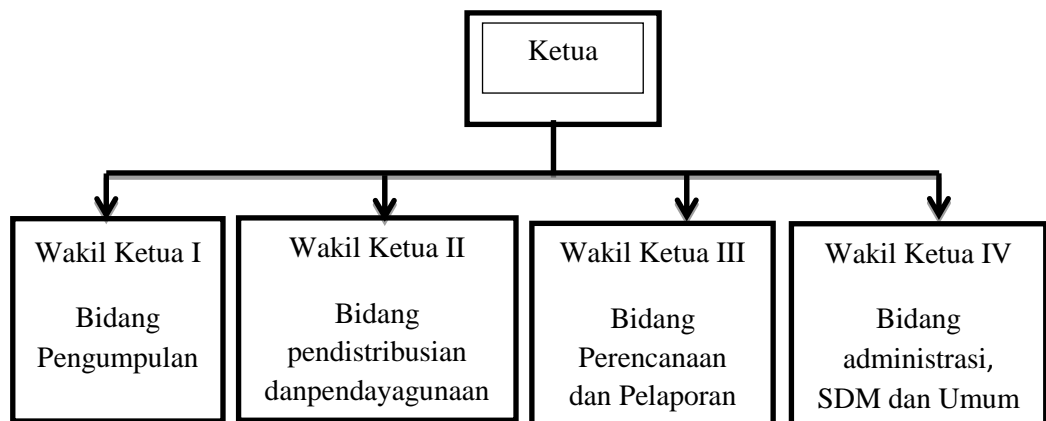 Ketua
Wakil Ketua I
Bidang
Pengumpulan
Wakil Ketua II
Bidang
pendistribusian
danpendayagunaan
Wakil Ketua III
Bidang
Perencanaan
dan Pelaporan
Wakil Ketua IV
Bidang
administrasi,
SDM dan Umum